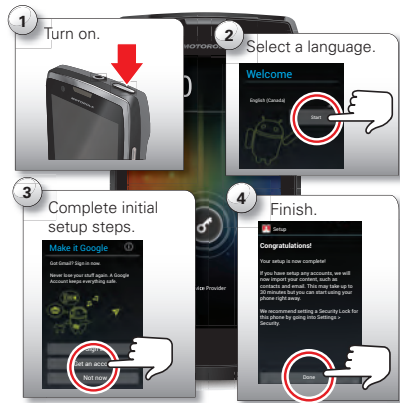 1
Turn on.
MOTOROLA
2
Select a language.
Welcome
English (Canada)
Start
3
Complete initial
setup steps.
Make it Google
Got Gmail? Sign in now.
Never lose your stuff again. A Google
Account keeps everything safe.
Not now
4
Finish.
Setup
Congratulations!
Your setup is now complete!
If you have setup any accounts, we will
now import your content, such as
contacts and email. This may take up to
30 minutes but you can start using your
phone right away.
We recommend setting a Security Lock for
this phone by going into Settings >
Security.
Done
MOTOROLA
Provider